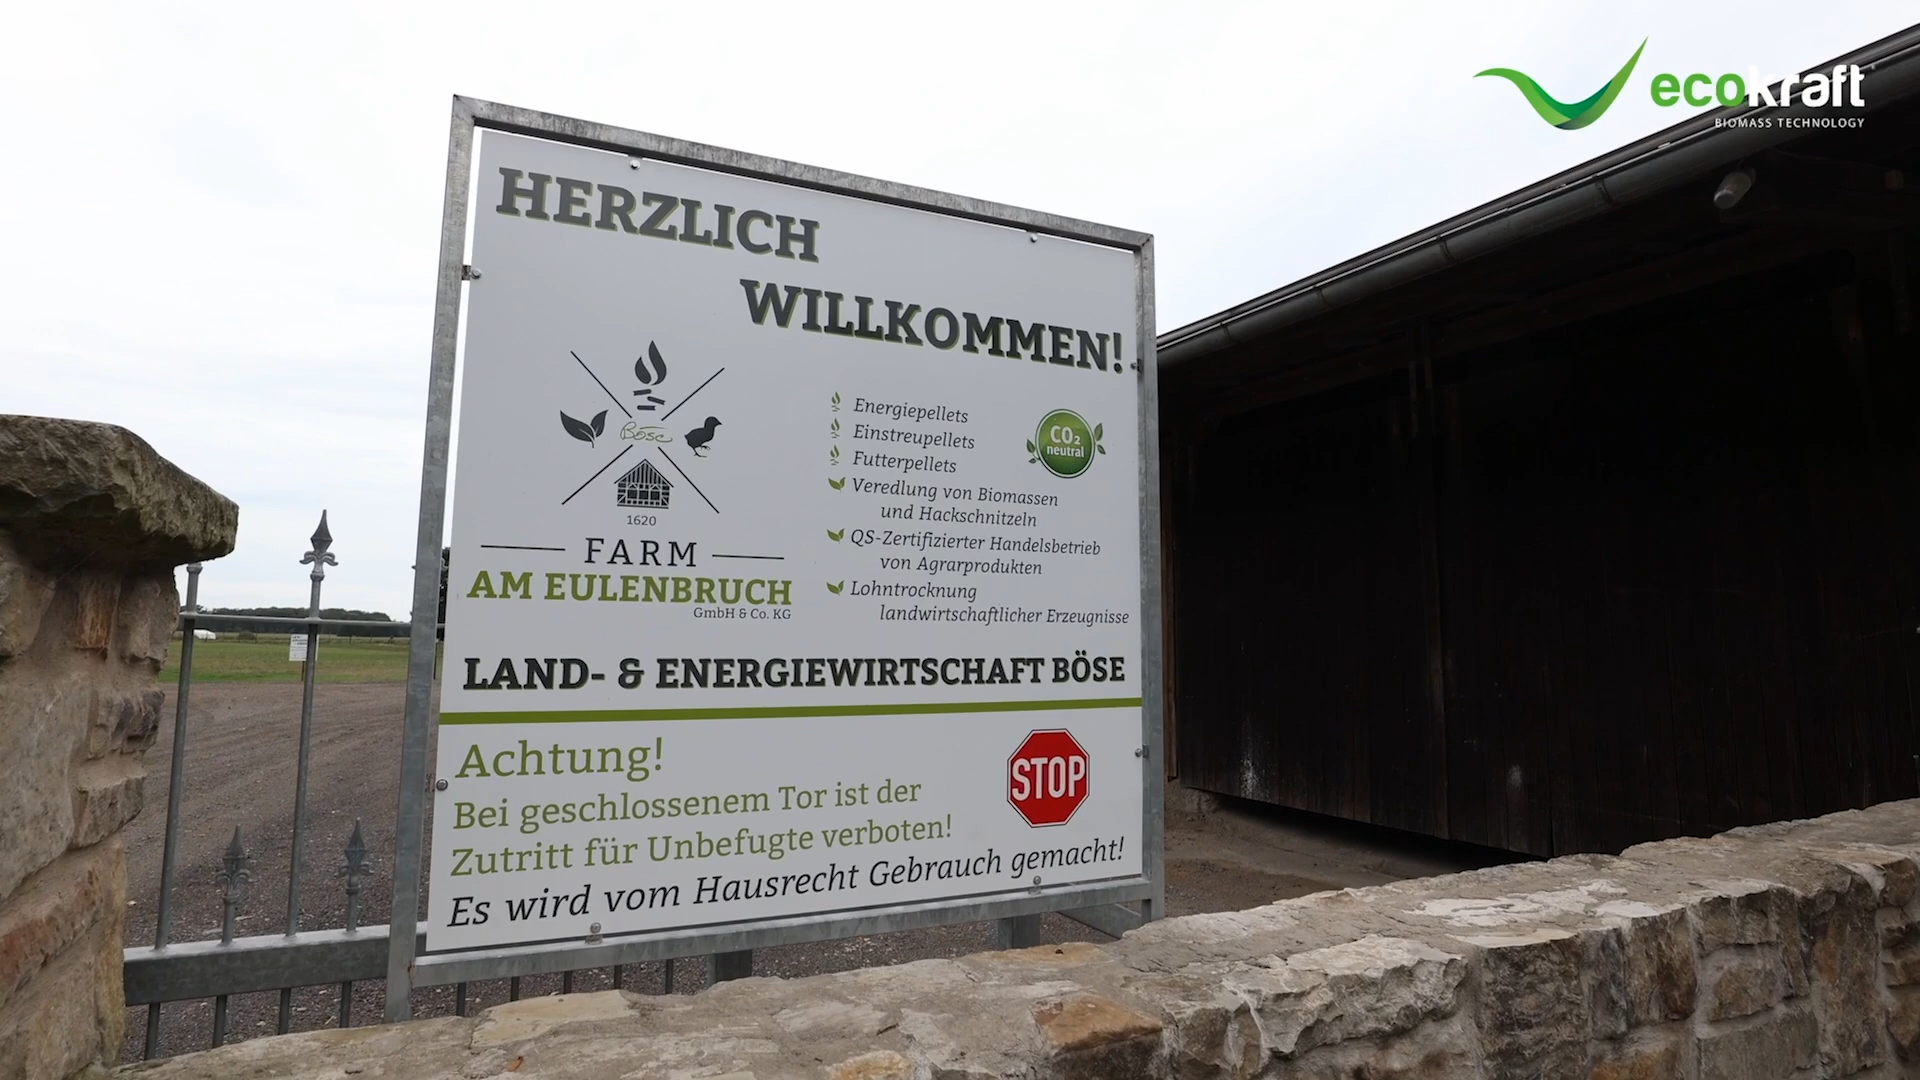 ecokraft
BIOMASS TECHNOLOGY
HERZLICH
WILLKOMMEN!
Böse
1620
FARM
AM EULENBRUCH
GmbH & Co. KG
Energiepellets
Einstreupellets
Futterpellets
Veredlung von Biomassen
und Hackschnitzeln
QS-Zertifizierter Handelsbetrieb
von Agrarprodukten
Lohntrocknung
landwirtschaftlicher Erzeugnisse
CO₂
neutral
LAND- & ENERGIEWIRTSCHAFT BÖSE
Achtung!
Bei geschlossenem Tor ist der
Zutritt für Unbefugte verboten!
Es wird vom Hausrecht Gebrauch gemacht!
STOP